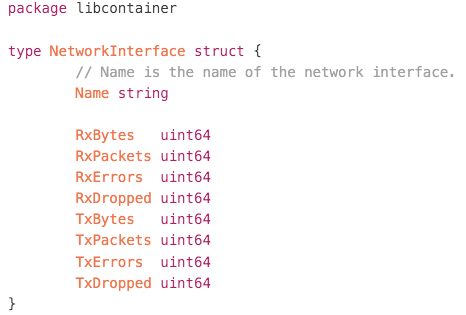 package libcontainer

type NetworkInterface struct {
        // Name is the name of the network interface.
        Name string

        RxBytes   uint64
        RxPackets uint64
        RxErrors  uint64
        RxDropped uint64
        TxBytes   uint64
        TxPackets uint64
        TxErrors  uint64
        TxDropped uint64
}